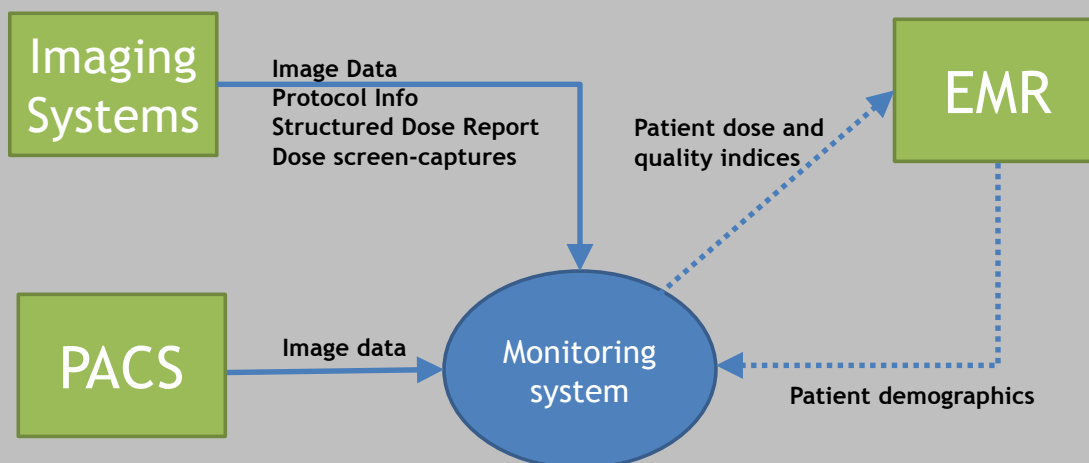 Imaging
Systems
Image Data
Protocol Info
Structured Dose Report
Dose screen-captures
Patient dose and
quality indices
EMR
PACS
Image data
Monitoring
system
Patient demographics